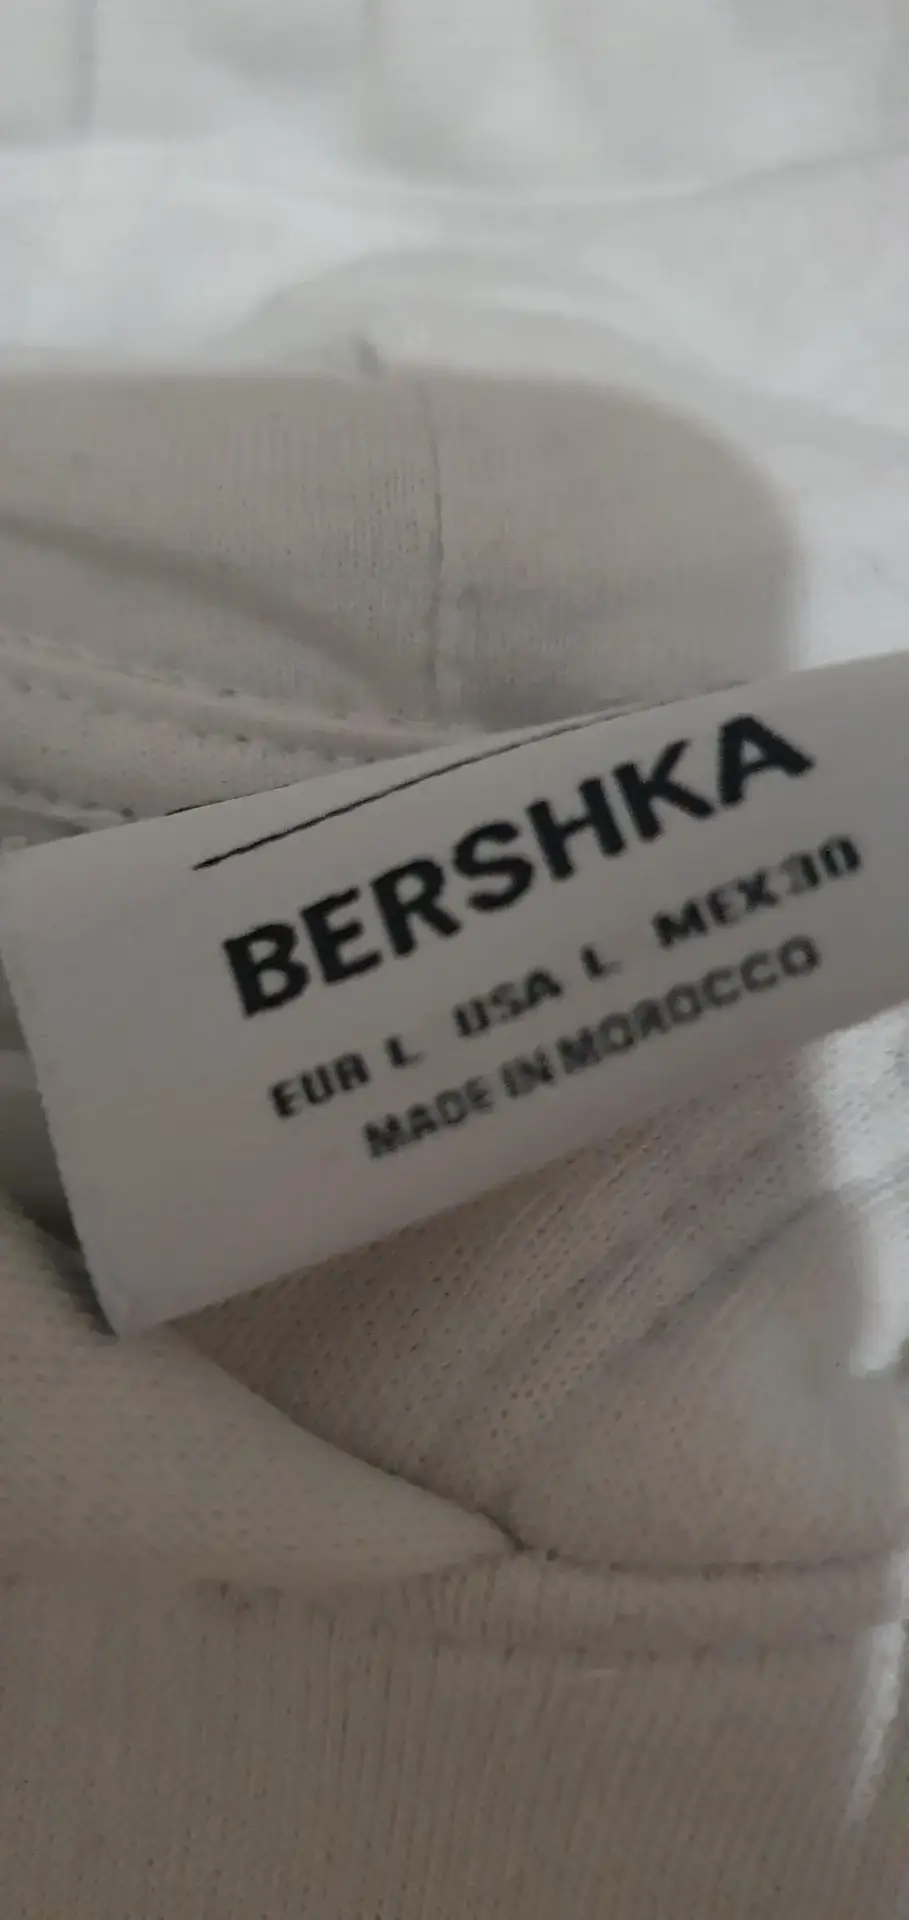 BERSHKA
EUR L USA L MEX 30
MADE IN MOROCCO